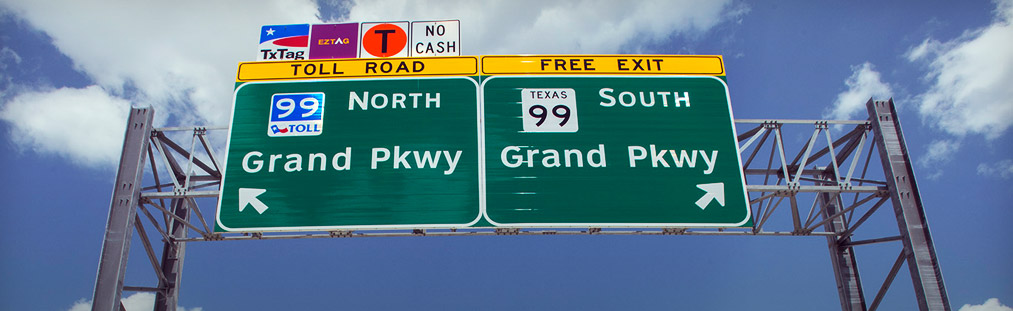 TxTag
EZTAG
T
NO
CASH
TOLL ROAD
99
TOLL
NORTH
Grand Pkwy
FREE EXIT
TEXAS
99
SOUTH
Grand Pkwy